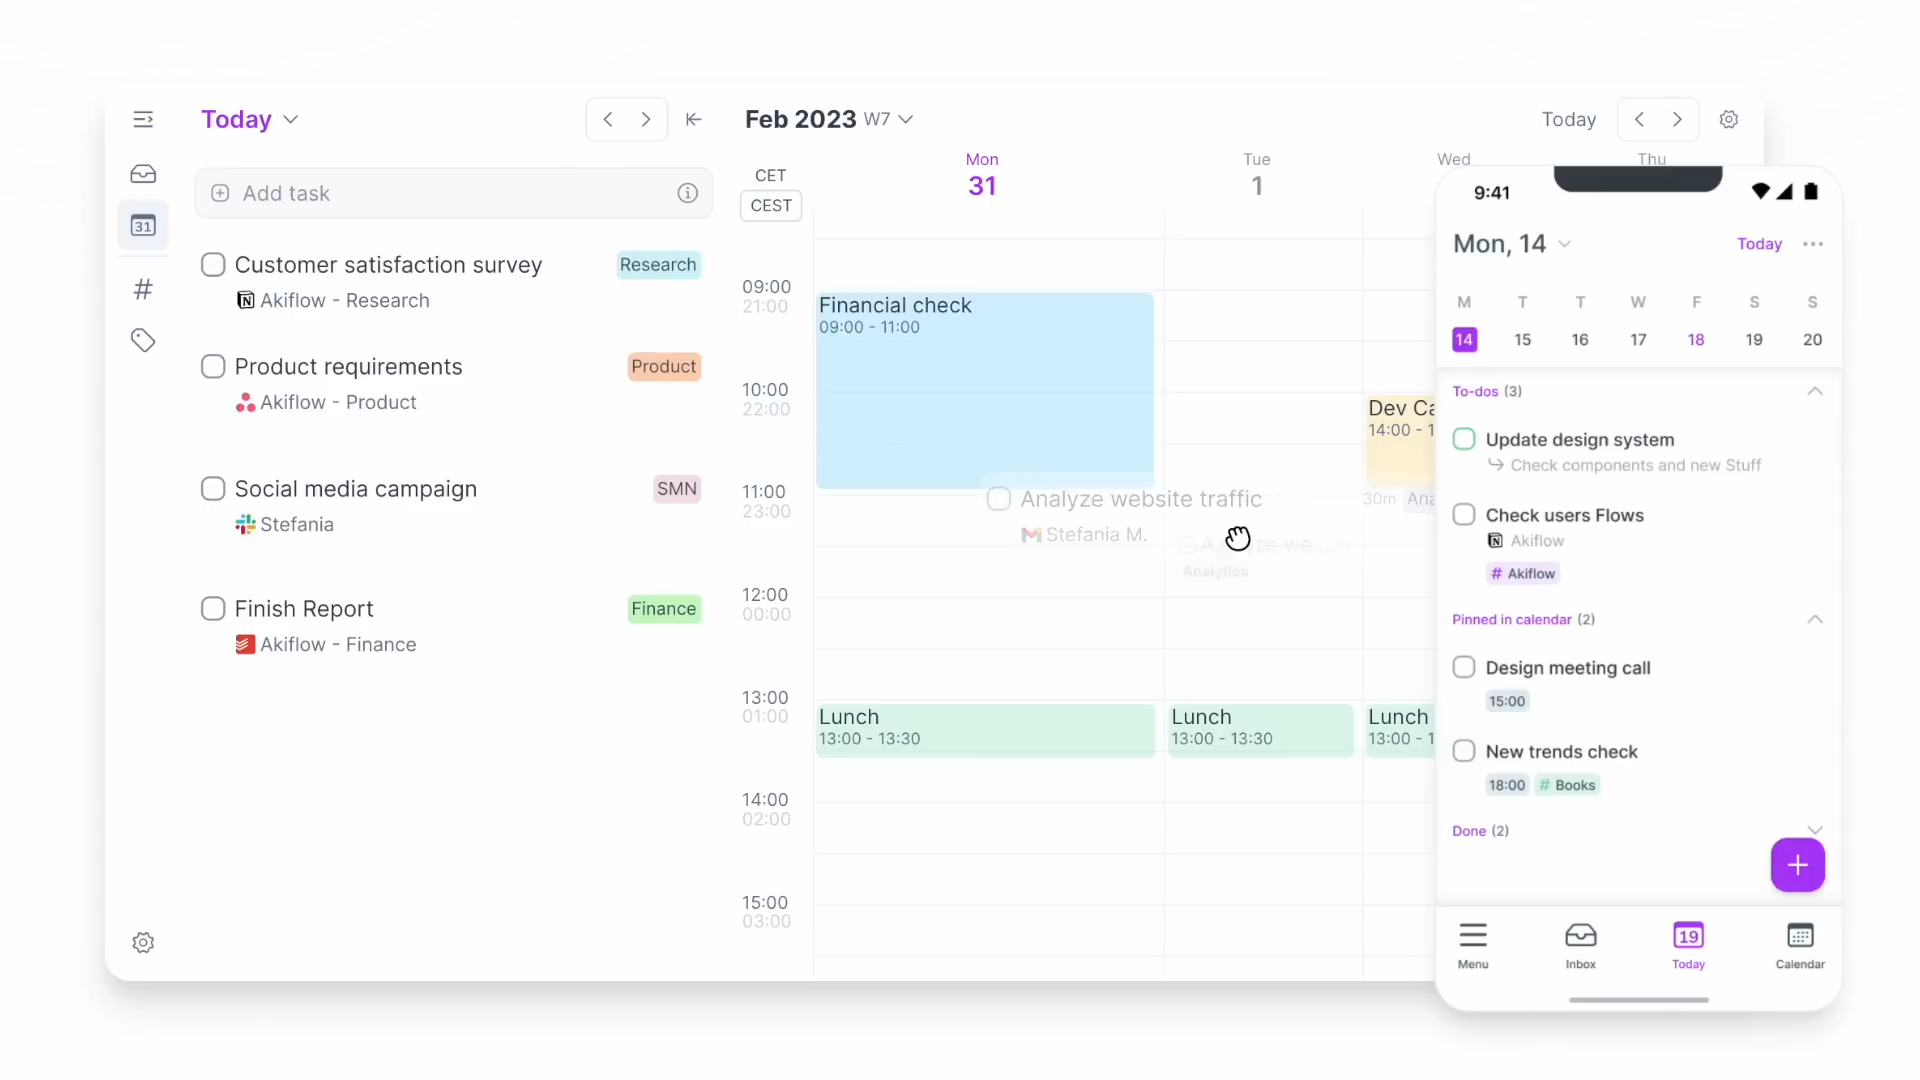 Today
Feb 2023 W7
Today
31
Add task
Customer satisfaction survey
Research
Akiflow - Research
Product requirements
Product
Akiflow - Product
Social media campaign
SMN
Stefania
Finish Report
Finance
Akiflow - Finance
CET
CEST
Mon
31
Tue
1
Wed
Thu
09:00
21:00
10:00
22:00
11:00
23:00
12:00
00:00
13:00
01:00
14:00
02:00
15:00
03:00
Financial check
09:00 - 11:00
Dev Ca
14:00 - 1
30m Ana
Analyze website traffic
Stefania M.
Analytics
Lunch
13:00 - 13:30
Lunch
13:00 - 13:30
Lunch
13:00 - 1
9:41
Mon, 14
Today
M T T W F S S
14 15 16 17 18 19 20
To-dos (3)
Update design system
Check components and new Stuff
Check users Flows
Akiflow
# Akiflow
Pinned in calendar (2)
Design meeting call
15:00
New trends check
18:00 # Books
Done (2)
19
Menu Inbox Today Calendar